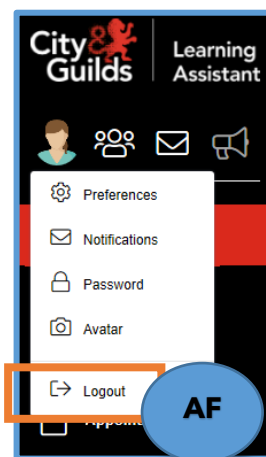 City & Guilds
Learning Assistant
Preferences
Notifications
Password
Avatar
Logout
AF